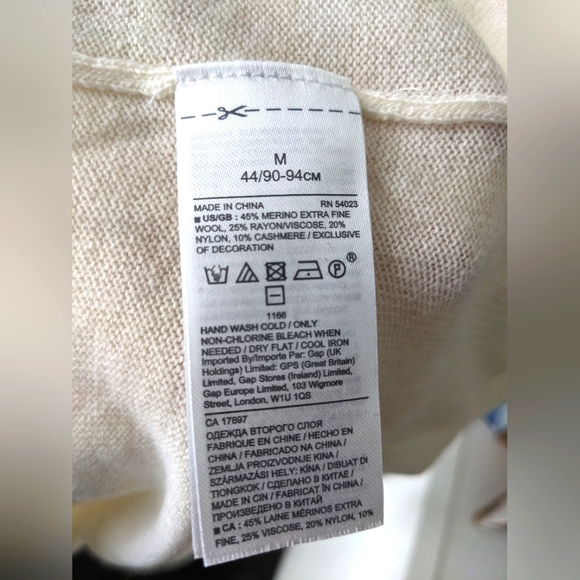 M
44/90-94CM
MADE IN CHINA RN 54023
■ US/GB : 45% MERINO EXTRA FINE
WOOL, 25% RAYON/VISCOSE, 20%
NYLON, 10% CASHMERE / EXCLUSIVE
OF DECORATION
P ®
1166
HAND WASH COLD / ONLY
NON-CHLORINE BLEACH WHEN
NEEDED / DRY FLAT / COOL IRON
Imported By/Importe Par: Gap (UK
Holdings) Limited: GPS (Great Britain)
Limited, Gap Stores (Ireland) Limited,
Gap Europe Limited, 103 Wigmore
Street, London, W1U 1QS
CA 17897
ОДЕЖДА ВТОРОГО СЛОЯ
FABRIQUE EN CHINE / HECHO EN
CHINA / FABRICADO NA CHINA /
ZEMLJA PROIZVODNJE KINA /
SZÁRMAZÁSI HELY: KÍNA / DIBUAT DI
TIONGKOK / СДЕЛАНО В КИТАЕ /
MADE IN ÇIN / FABRICAT ÎN CHINA /
ПРОИЗВЕДЕНО В КИТАЙ
■ CA : 45% LAINE MÉRINOS EXTRA
FINE, 25% VISCOSE, 20% NYLON, 10%